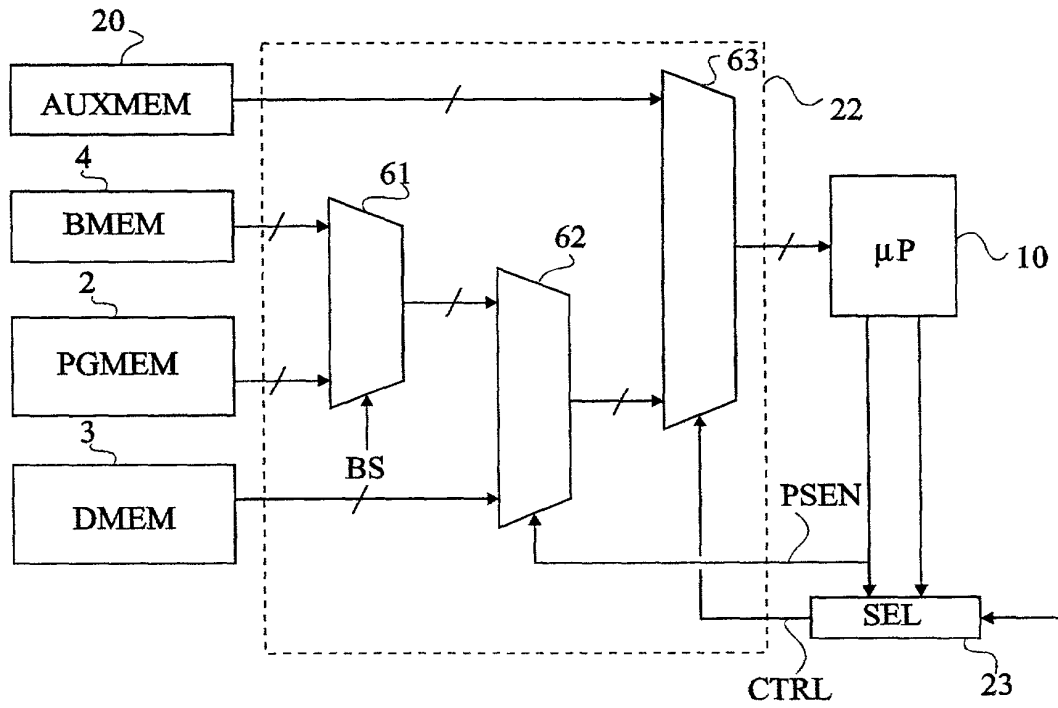 20
AUXMEM
63
22
4
BMEM
61
62
µP
10
2
PGMEM
3
DMEM
BS
PSEN
SEL
CTRL
23